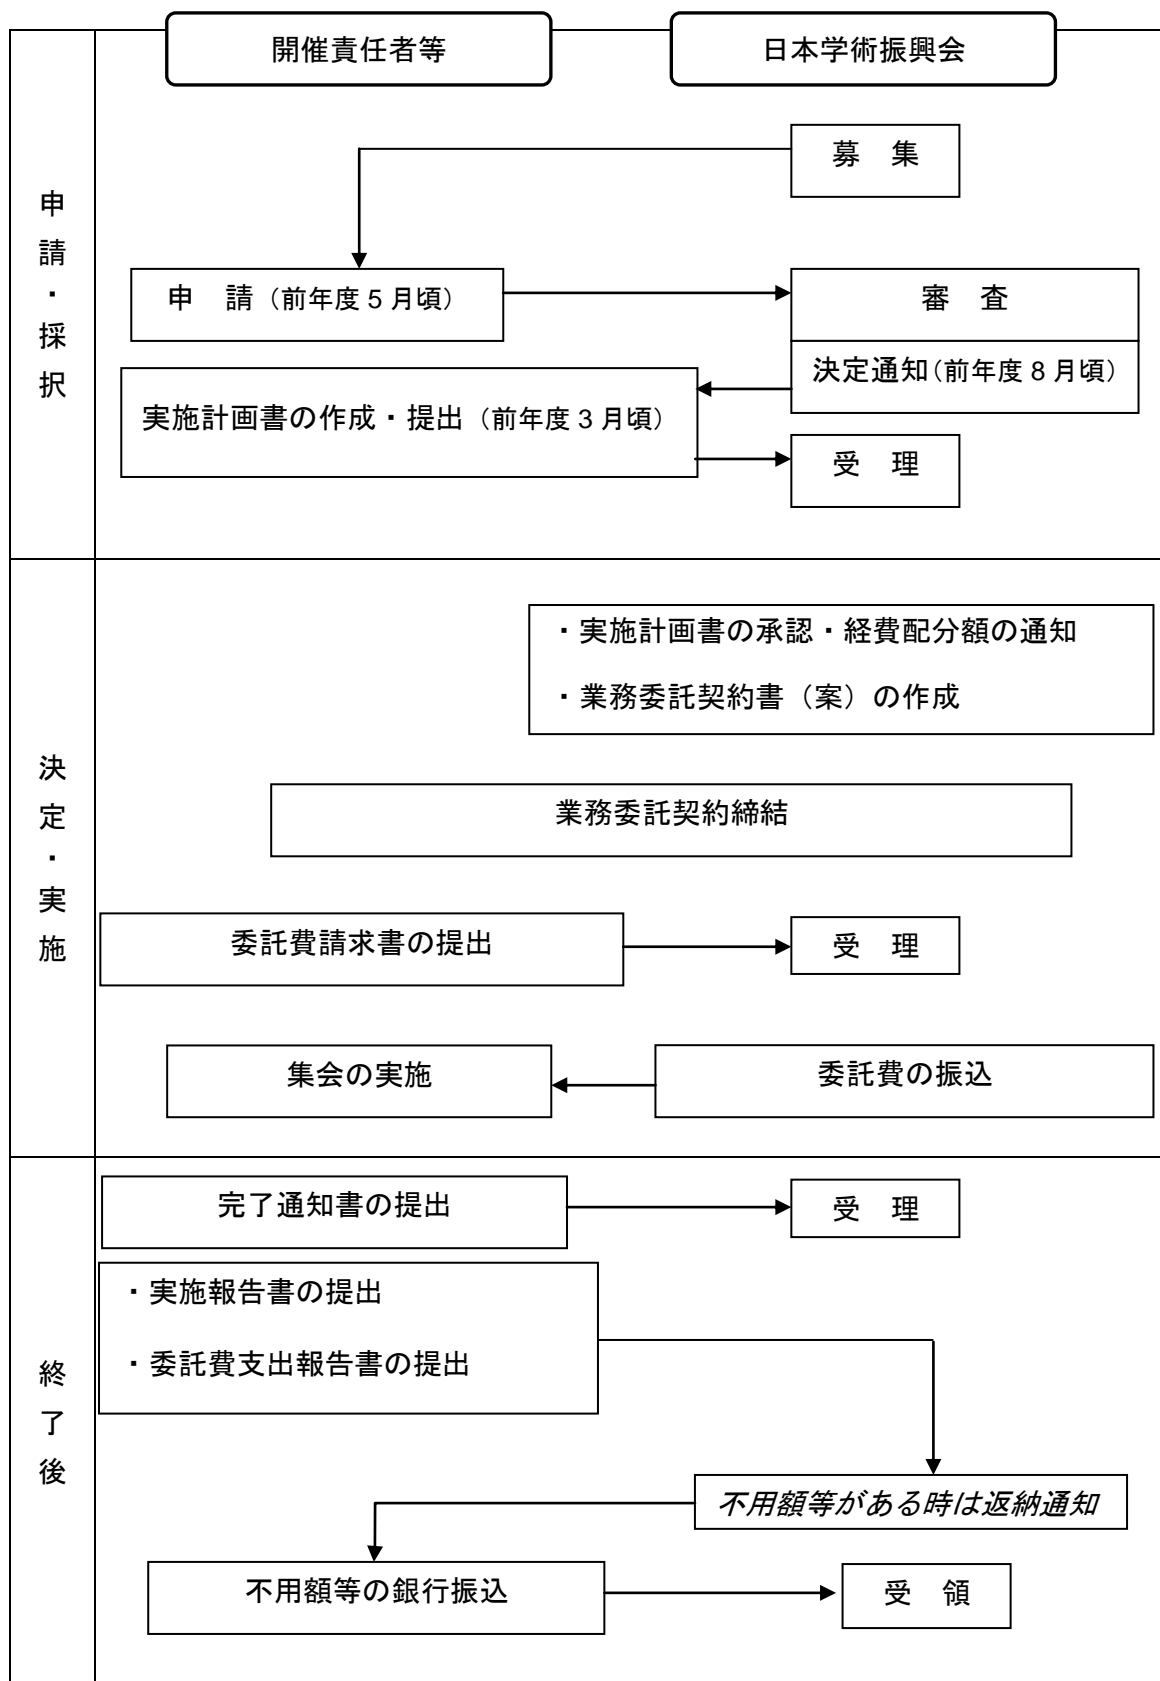 開催責任者等
日本学術振興会
申請・採択
募　集
申　請（前年度５月頃）
審　査
決定通知（前年度８月頃）
実施計画書の作成・提出（前年度３月頃）
受　理
決定・実施
・実施計画書の承認・経費配分額の通知
・業務委託契約書（案）の作成
業務委託契約締結
委託費請求書の提出
受　理
集会の実施
委託費の振込
終了後
完了通知書の提出
受　理
・実施報告書の提出
・委託費支出報告書の提出
不用額等がある時は返納通知
不用額等の銀行振込
受　領